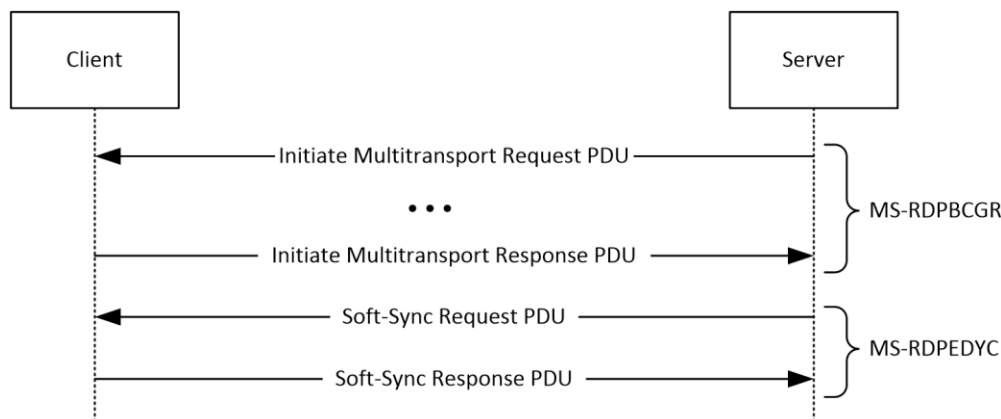 Client
Server
Initiate Multitransport Request PDU
MS-RDPBCGR
Initiate Multitransport Response PDU
Soft-Sync Request PDU
MS-RDPEDYC
Soft-Sync Response PDU